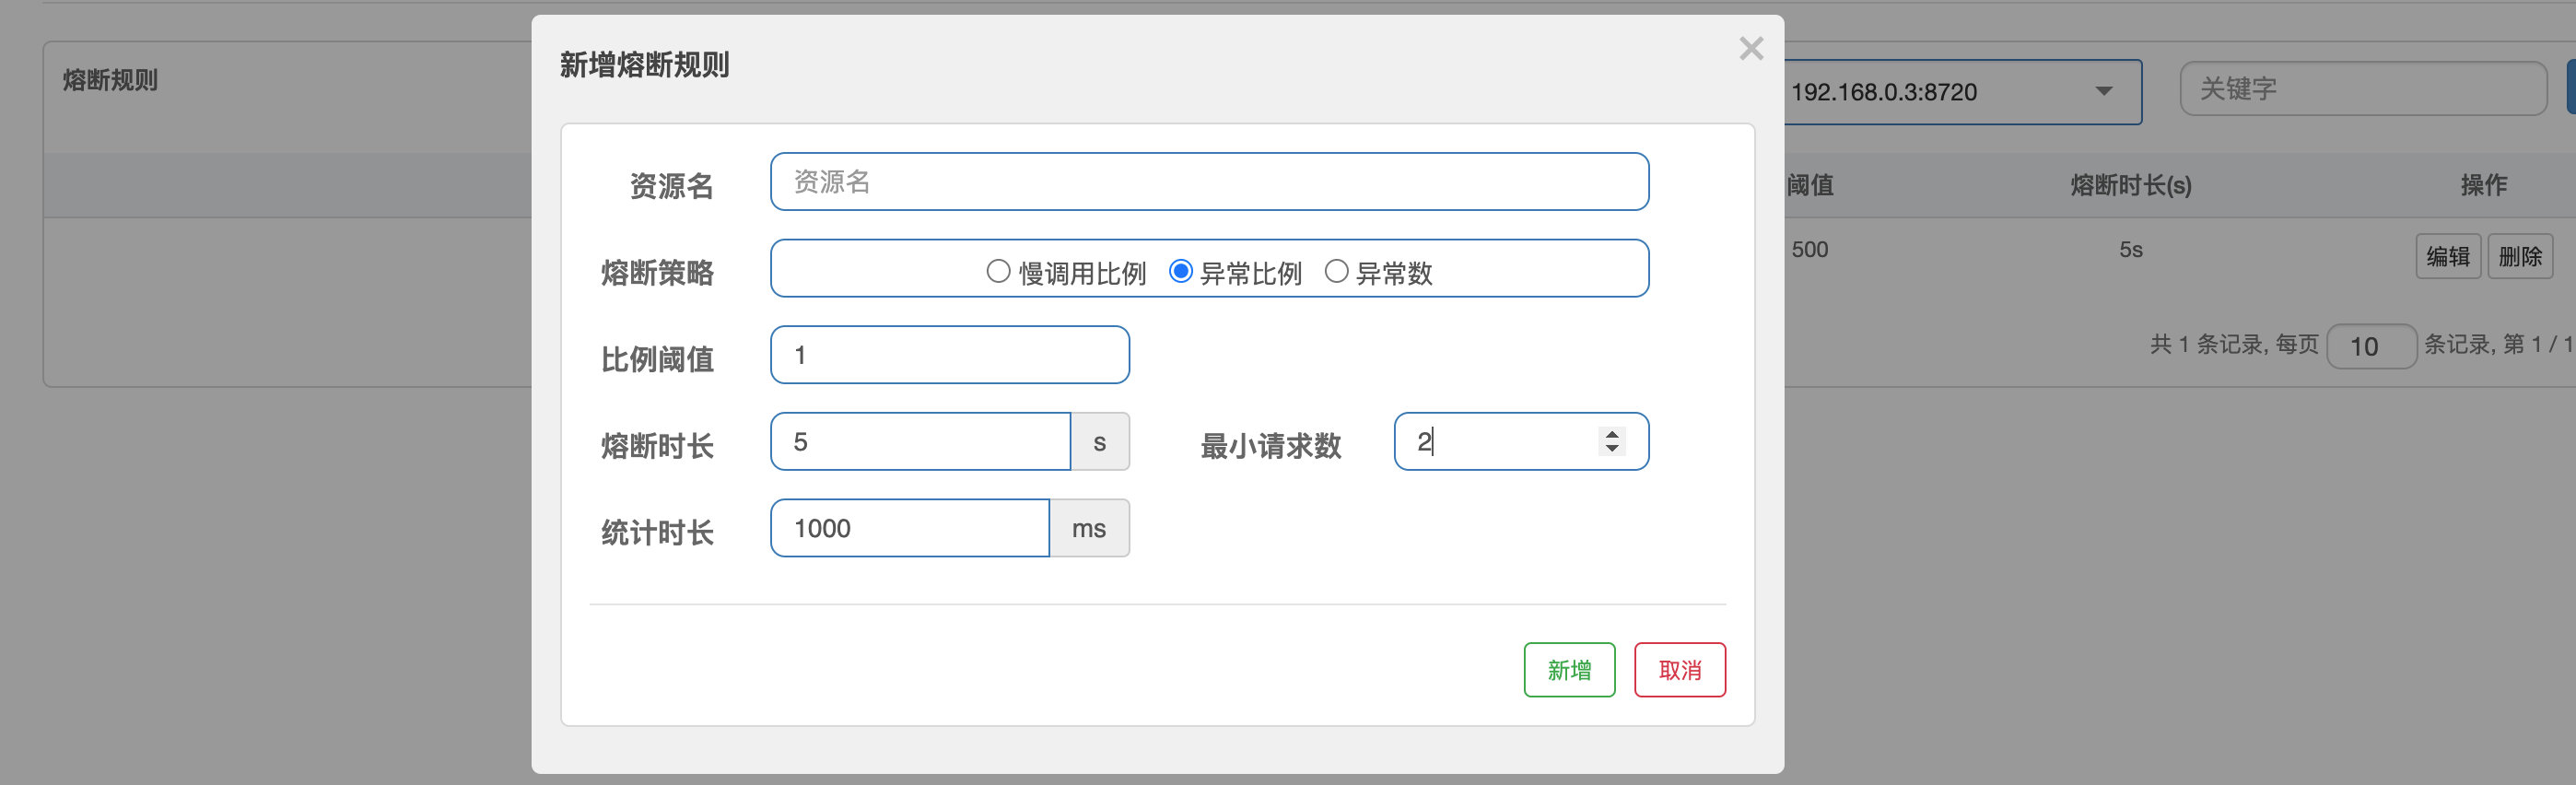 新增熔断规则
熔断规则
192.168.0.3:8720
关键字
资源名 资源名
阈值 熔断时长(s) 操作
500 5s 编辑 删除
熔断策略 慢调用比例 异常比例 异常数
比例阈值 1
共 1 条记录, 每页 10 条记录, 第 1 / 1
熔断时长 5 s 最小请求数 2
统计时长 1000 ms
新增 取消